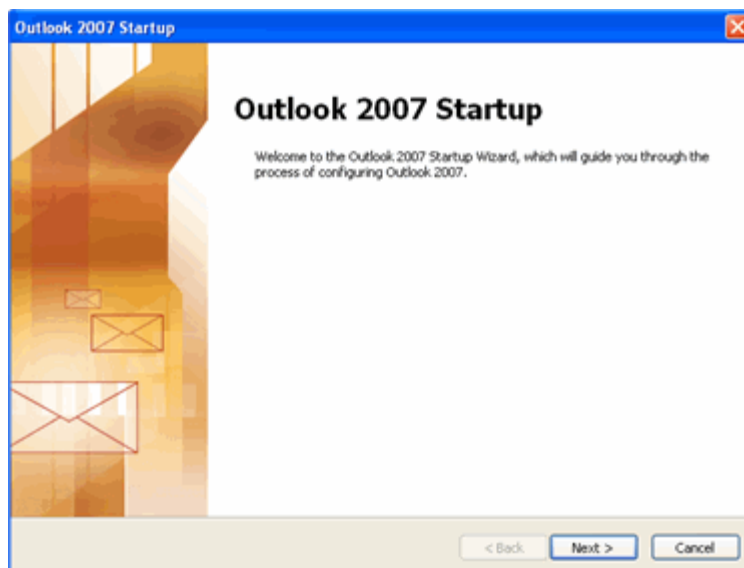 Outlook 2007 Startup
Outlook 2007 Startup
Welcome to the Outlook 2007 Startup Wizard, which will guide you through the
process of configuring Outlook 2007.
< Back Next > Cancel